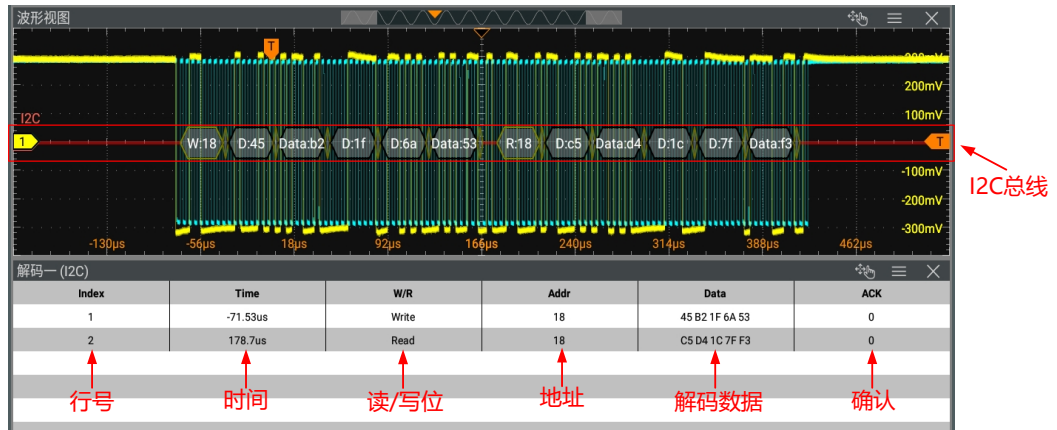 波形视图
T
300mV
200mV
100mV
I2C
1
W:18 D:45 Data:b2 D:1f D:6a Data:53 R:18 D:c5 Data:d4 D:1c D:7f Data:f3
T
-100mV
-200mV
-300mV
-130μs -56μs 18μs 92μs 166μs 240μs 314μs 388μs 462μs
I2C总线
解码一 (I2C)
Index Time W/R Addr Data ACK
1 -71.53us Write 18 45 B2 1F 6A 53 0
2 178.7us Read 18 C5 D4 1C 7F F3 0
行号 时间 读/写位 地址 解码数据 确认